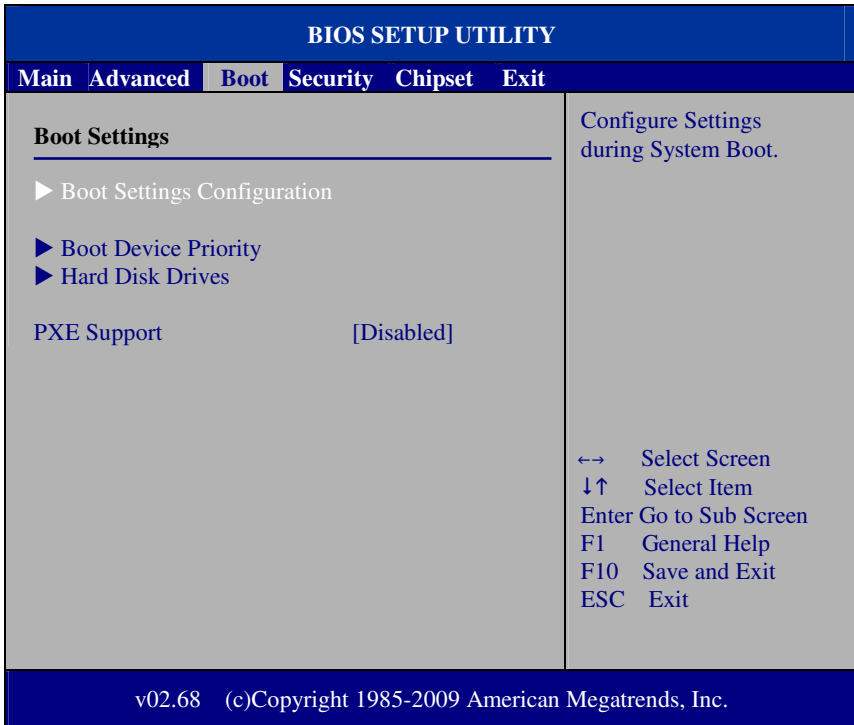 BIOS SETUP UTILITY
Main Advanced Boot Security Chipset Exit
Boot Settings
▶ Boot Settings Configuration
▶ Boot Device Priority
▶ Hard Disk Drives
PXE Support [Disabled]
Configure Settings
during System Boot.
←→ Select Screen
↓↑ Select Item
Enter Go to Sub Screen
F1 General Help
F10 Save and Exit
ESC Exit
v02.68 (c)Copyright 1985-2009 American Megatrends, Inc.